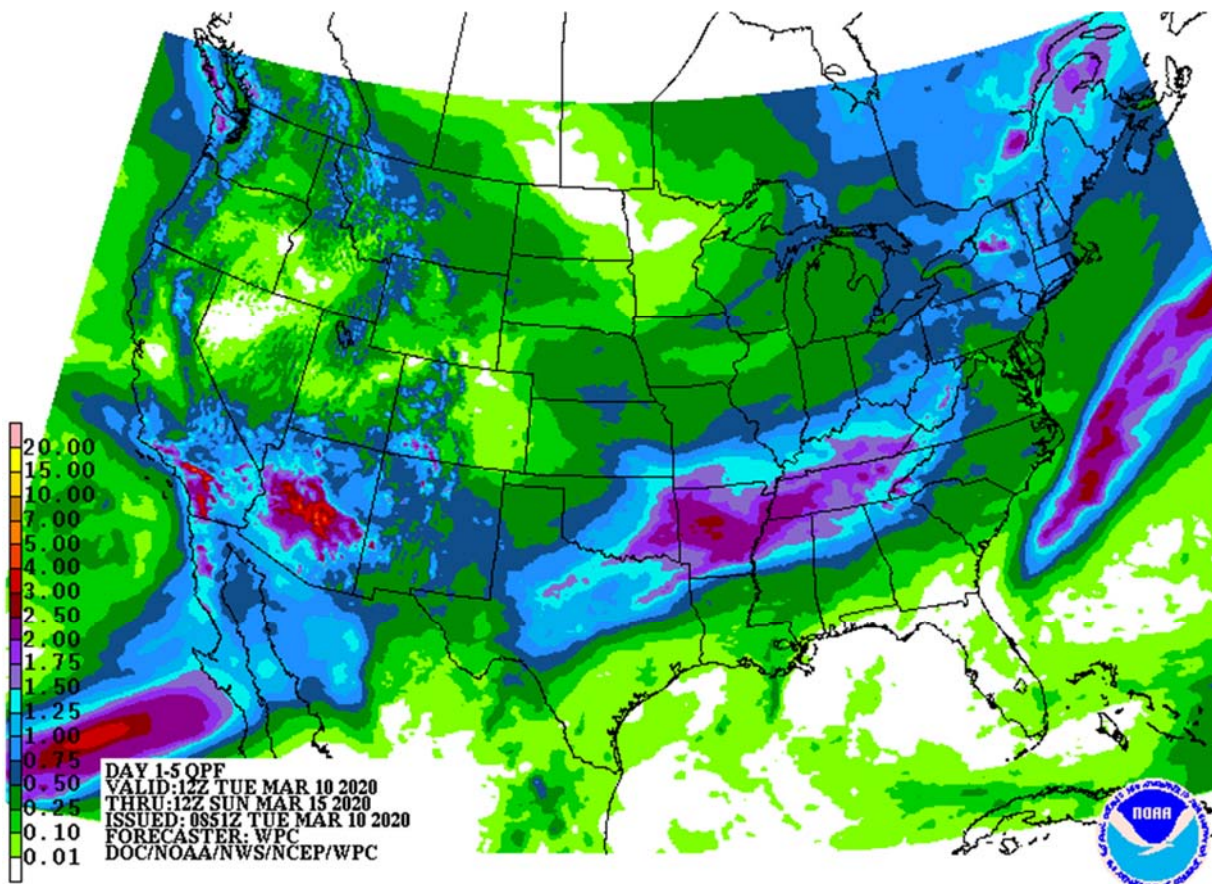 20.00
15.00
10.00
7.00
5.00
4.00
3.00
2.50
2.00
1.75
1.50
1.25
1.00
0.75
0.50
0.25
0.10
0.01
DAY 1-5 QPF
VALID:12Z TUE MAR 10 2020
THRU:12Z SUN MAR 15 2020
ISSUED: 0851Z TUE MAR 10 2020
FORECASTER: WPC
DOC/NOAA/NWS/NCEP/WPC
NOAA